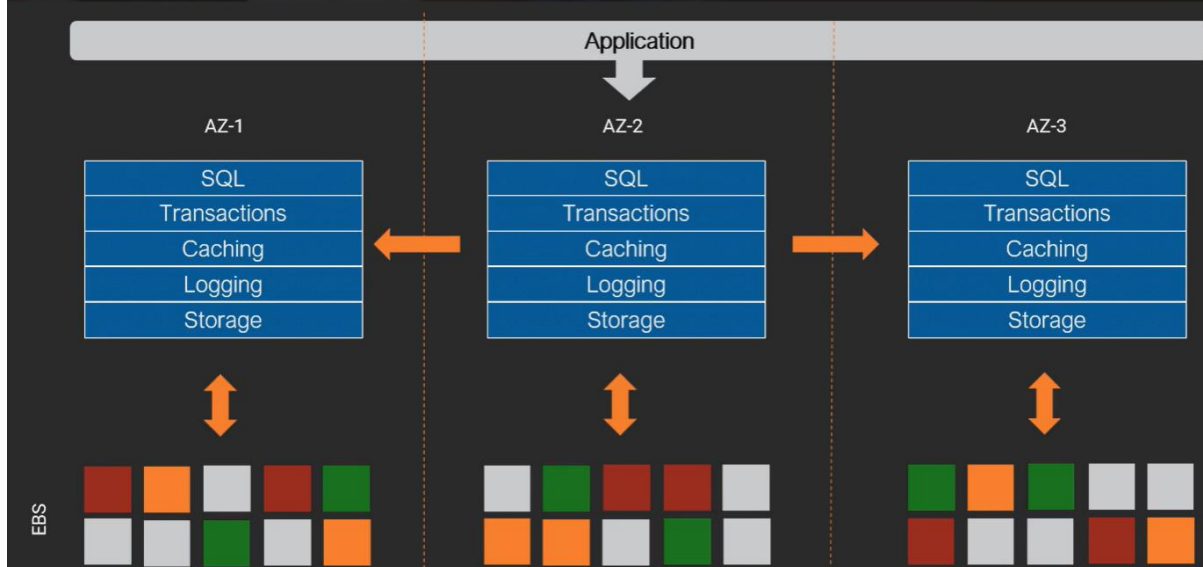 Application
AZ-1
AZ-2
AZ-3
SQL
Transactions
Caching
Logging
Storage
SQL
Transactions
Caching
Logging
Storage
SQL
Transactions
Caching
Logging
Storage
EBS